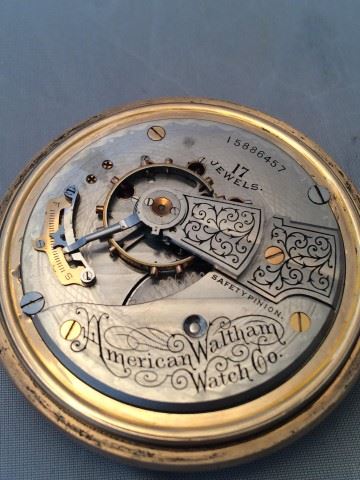 15886457
17
JEWELS.
SAFETY PINION.
American Waltham
Watch Co.